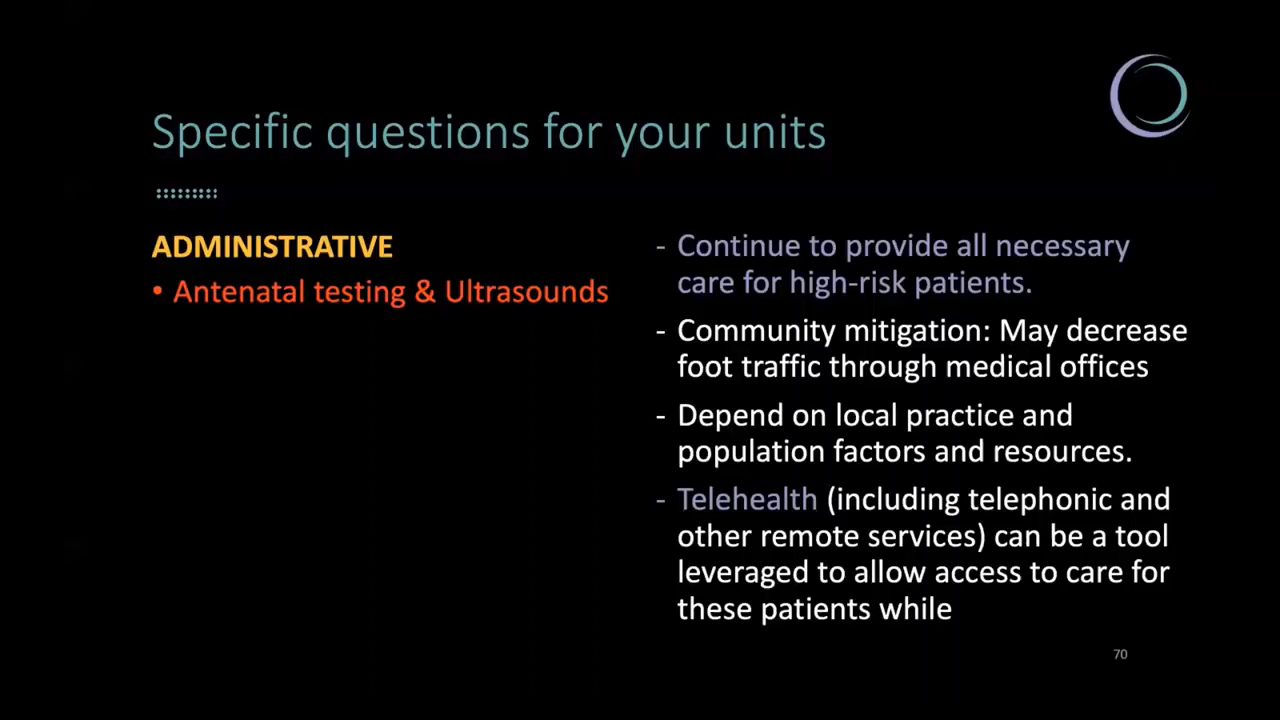 Specific questions for your units
ADMINISTRATIVE
• Antenatal testing & Ultrasounds
- Continue to provide all necessary
care for high-risk patients.
- Community mitigation: May decrease
foot traffic through medical offices
- Depend on local practice and
population factors and resources.
- Telehealth (including telephonic and
other remote services) can be a tool
leveraged to allow access to care for
these patients while
70